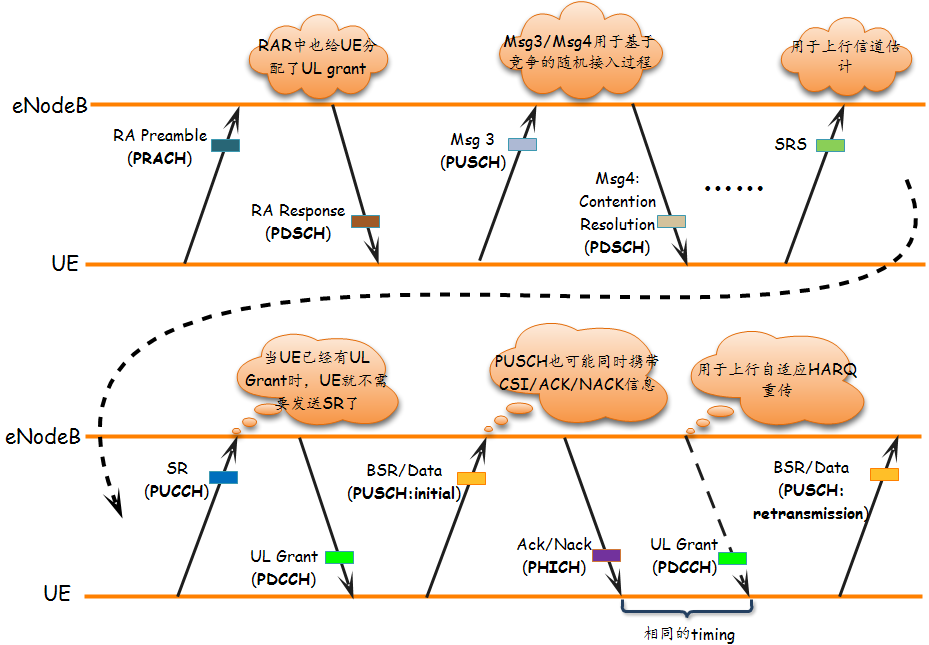 RAR中也给UE分
配了UL grant
Msg3/Msg4用于基于
竞争的随机接入过程
用于上行信道估
计
eNodeB
RA Preamble
(PRACH)
RA Response
(PDSCH)
Msg 3
(PUSCH)
Msg4:
Contention
Resolution
(PDSCH)
......
SRS
UE
当UE已经有UL
Grant时，UE就不需
要发送SR了
PUSCH也可能同时携带
CSI/ACK/NACK信息
用于上行自适应HARQ
重传
eNodeB
SR
(PUCCH)
UL Grant
(PDCCH)
BSR/Data
(PUSCH:initial)
Ack/Nack
(PHICH)
UL Grant
(PDCCH)
BSR/Data
(PUSCH:
retransmission)
UE
相同的timing